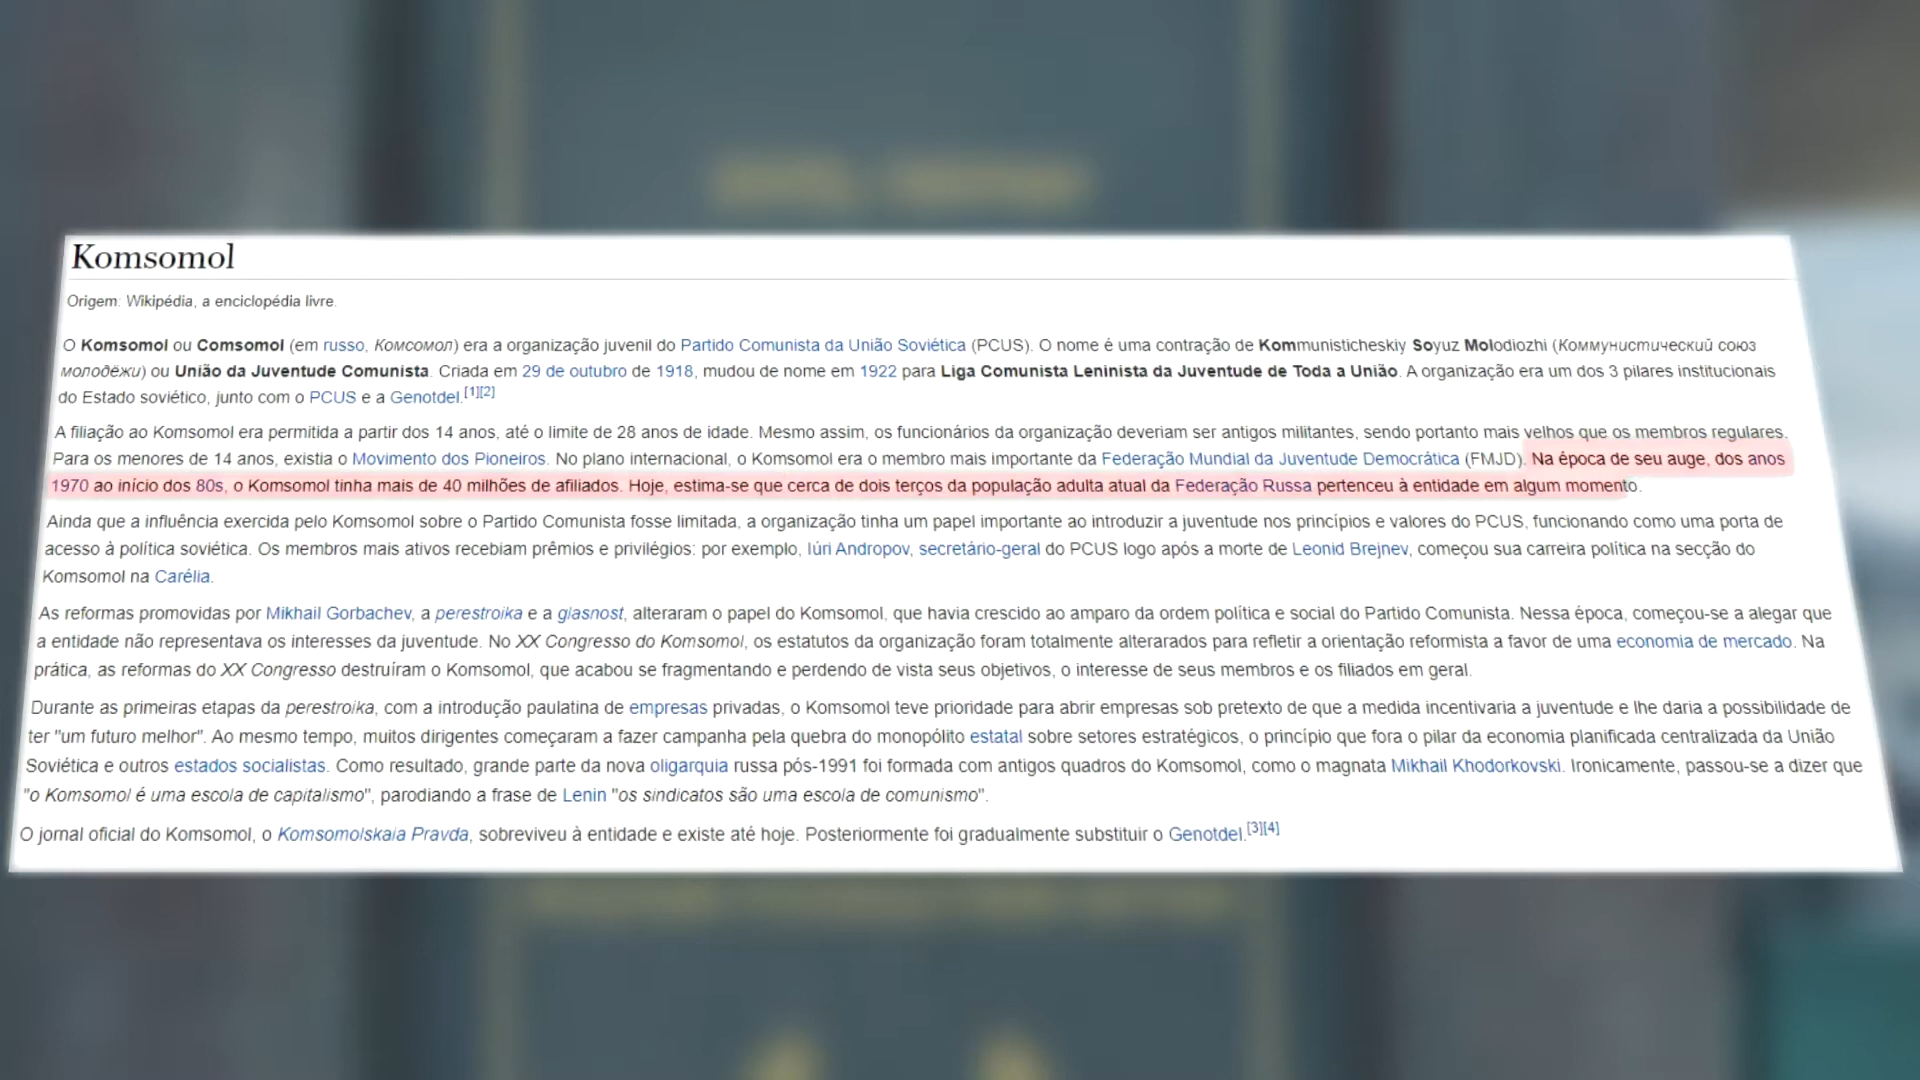 Komsomol
Origem: Wikipédia, a enciclopédia livre.
O Komsomol ou Comsomol (em russo, Комсомол) era a organização juvenil do Partido Comunista da União Soviética (PCUS). O nome é uma contração de Kommunisticheskiy Soyuz Molodiozhi (Коммунистический союз
молодёжи) ou União da Juventude Comunista. Criada em 29 de outubro de 1918, mudou de nome em 1922 para Liga Comunista Leninista da Juventude de Toda a União. A organização era um dos 3 pilares institucionais
do Estado soviético, junto com o PCUS e a Genotdel.[1][2]
A filiação ao Komsomol era permitida a partir dos 14 anos, até o limite de 28 anos de idade. Mesmo assim, os funcionários da organização deveriam ser antigos militantes, sendo portanto mais velhos que os membros regulares.
Para os menores de 14 anos, existia o Movimento dos Pioneiros. No plano internacional, o Komsomol era o membro mais importante da Federação Mundial da Juventude Democrática (FMJD). Na época de seu auge, dos anos
1970 ao início dos 80s, o Komsomol tinha mais de 40 milhões de afiliados. Hoje, estima-se que cerca de dois terços da população adulta atual da Federação Russa pertenceu à entidade em algum momento.
Ainda que a influência exercida pelo Komsomol sobre o Partido Comunista fosse limitada, a organização tinha um papel importante ao introduzir a juventude nos princípios e valores do PCUS, funcionando como uma porta de
acesso à política soviética. Os membros mais ativos recebiam prêmios e privilégios: por exemplo, Iúri Andropov, secretário-geral do PCUS logo após a morte de Leonid Brejnev, começou sua carreira política na secção do
Komsomol na Carélia.
As reformas promovidas por Mikhail Gorbachev, a perestroika e a glasnost, alteraram o papel do Komsomol, que havia crescido ao amparo da ordem política e social do Partido Comunista. Nessa época, começou-se a alegar que
a entidade não representava os interesses da juventude. No XX Congresso do Komsomol, os estatutos da organização foram totalmente alterarados para refletir a orientação reformista a favor de uma economia de mercado. Na
prática, as reformas do XX Congresso destruíram o Komsomol, que acabou se fragmentando e perdendo de vista seus objetivos, o interesse de seus membros e os filiados em geral.
Durante as primeiras etapas da perestroika, com a introdução paulatina de empresas privadas, o Komsomol teve prioridade para abrir empresas sob pretexto de que a medida incentivaria a juventude e lhe daria a possibilidade de
ter "um futuro melhor". Ao mesmo tempo, muitos dirigentes começaram a fazer campanha pela quebra do monopólito estatal sobre setores estratégicos, o princípio que fora o pilar da economia planificada centralizada da União
Soviética e outros estados socialistas. Como resultado, grande parte da nova oligarquia russa pós-1991 foi formada com antigos quadros do Komsomol, como o magnata Mikhail Khodorkovski. Ironicamente, passou-se a dizer que
"o Komsomol é uma escola de capitalismo", parodiando a frase de Lenin "os sindicatos são uma escola de comunismo".
O jornal oficial do Komsomol, o Komsomolskaia Pravda, sobreviveu à entidade e existe até hoje. Posteriormente foi gradualmente substituir o Genotdel.[3][4]